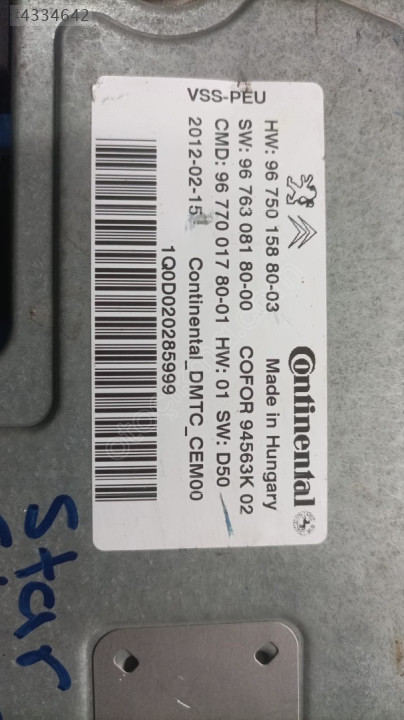 #4334642
VSS-PEU
Continental
HW: 96 750 158 80-03 Made in Hungary
SW: 96 763 081 80-00 COFOR 94563K 02
CMD: 96 770 017 80-01 HW: 01 SW: D50
2012-02-15 Continental_DMTC_CEM00
1Q0D020285999
Star